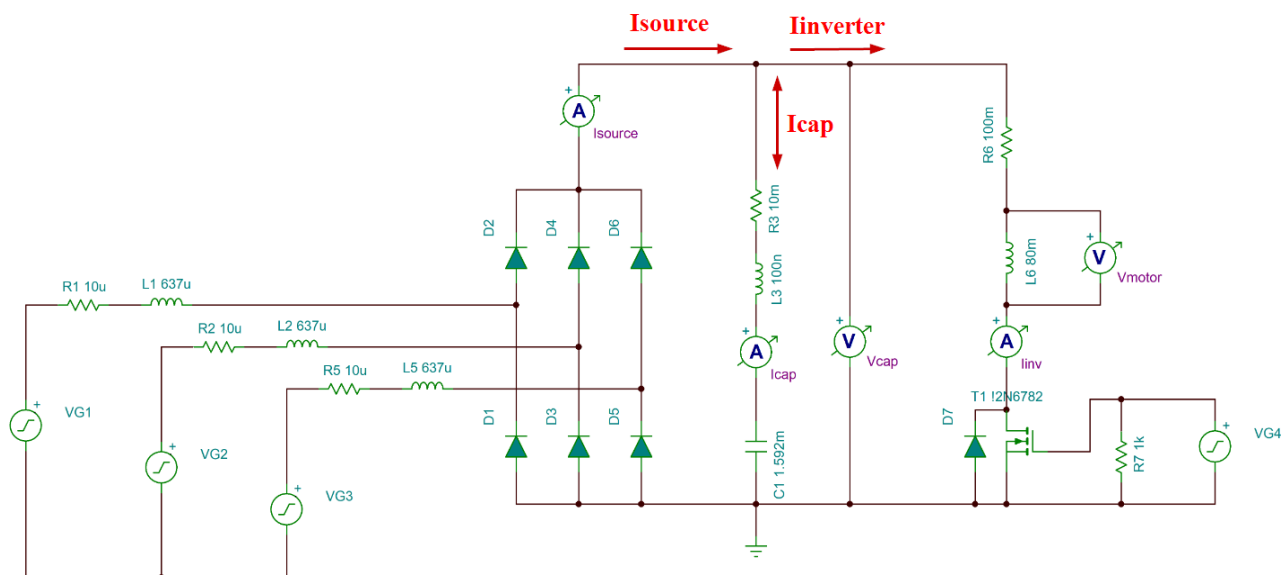 Isource
Iinverter
+
A
Isource
Icap
R6 100m
D2
D4
D6
R3 10m
+
L6 80m
V
Vmotor
R1 10u
L1 637u
L3 100n
R2 10u
L2 637u
+
A
Icap
+
V
Vcap
+
A
Iinv
R5 10u
L5 637u
T1 !2N6782
+
VG1
D1
D3
D5
D7
R7 1k
+
VG4
+
VG2
C1 1.592m
+
VG3